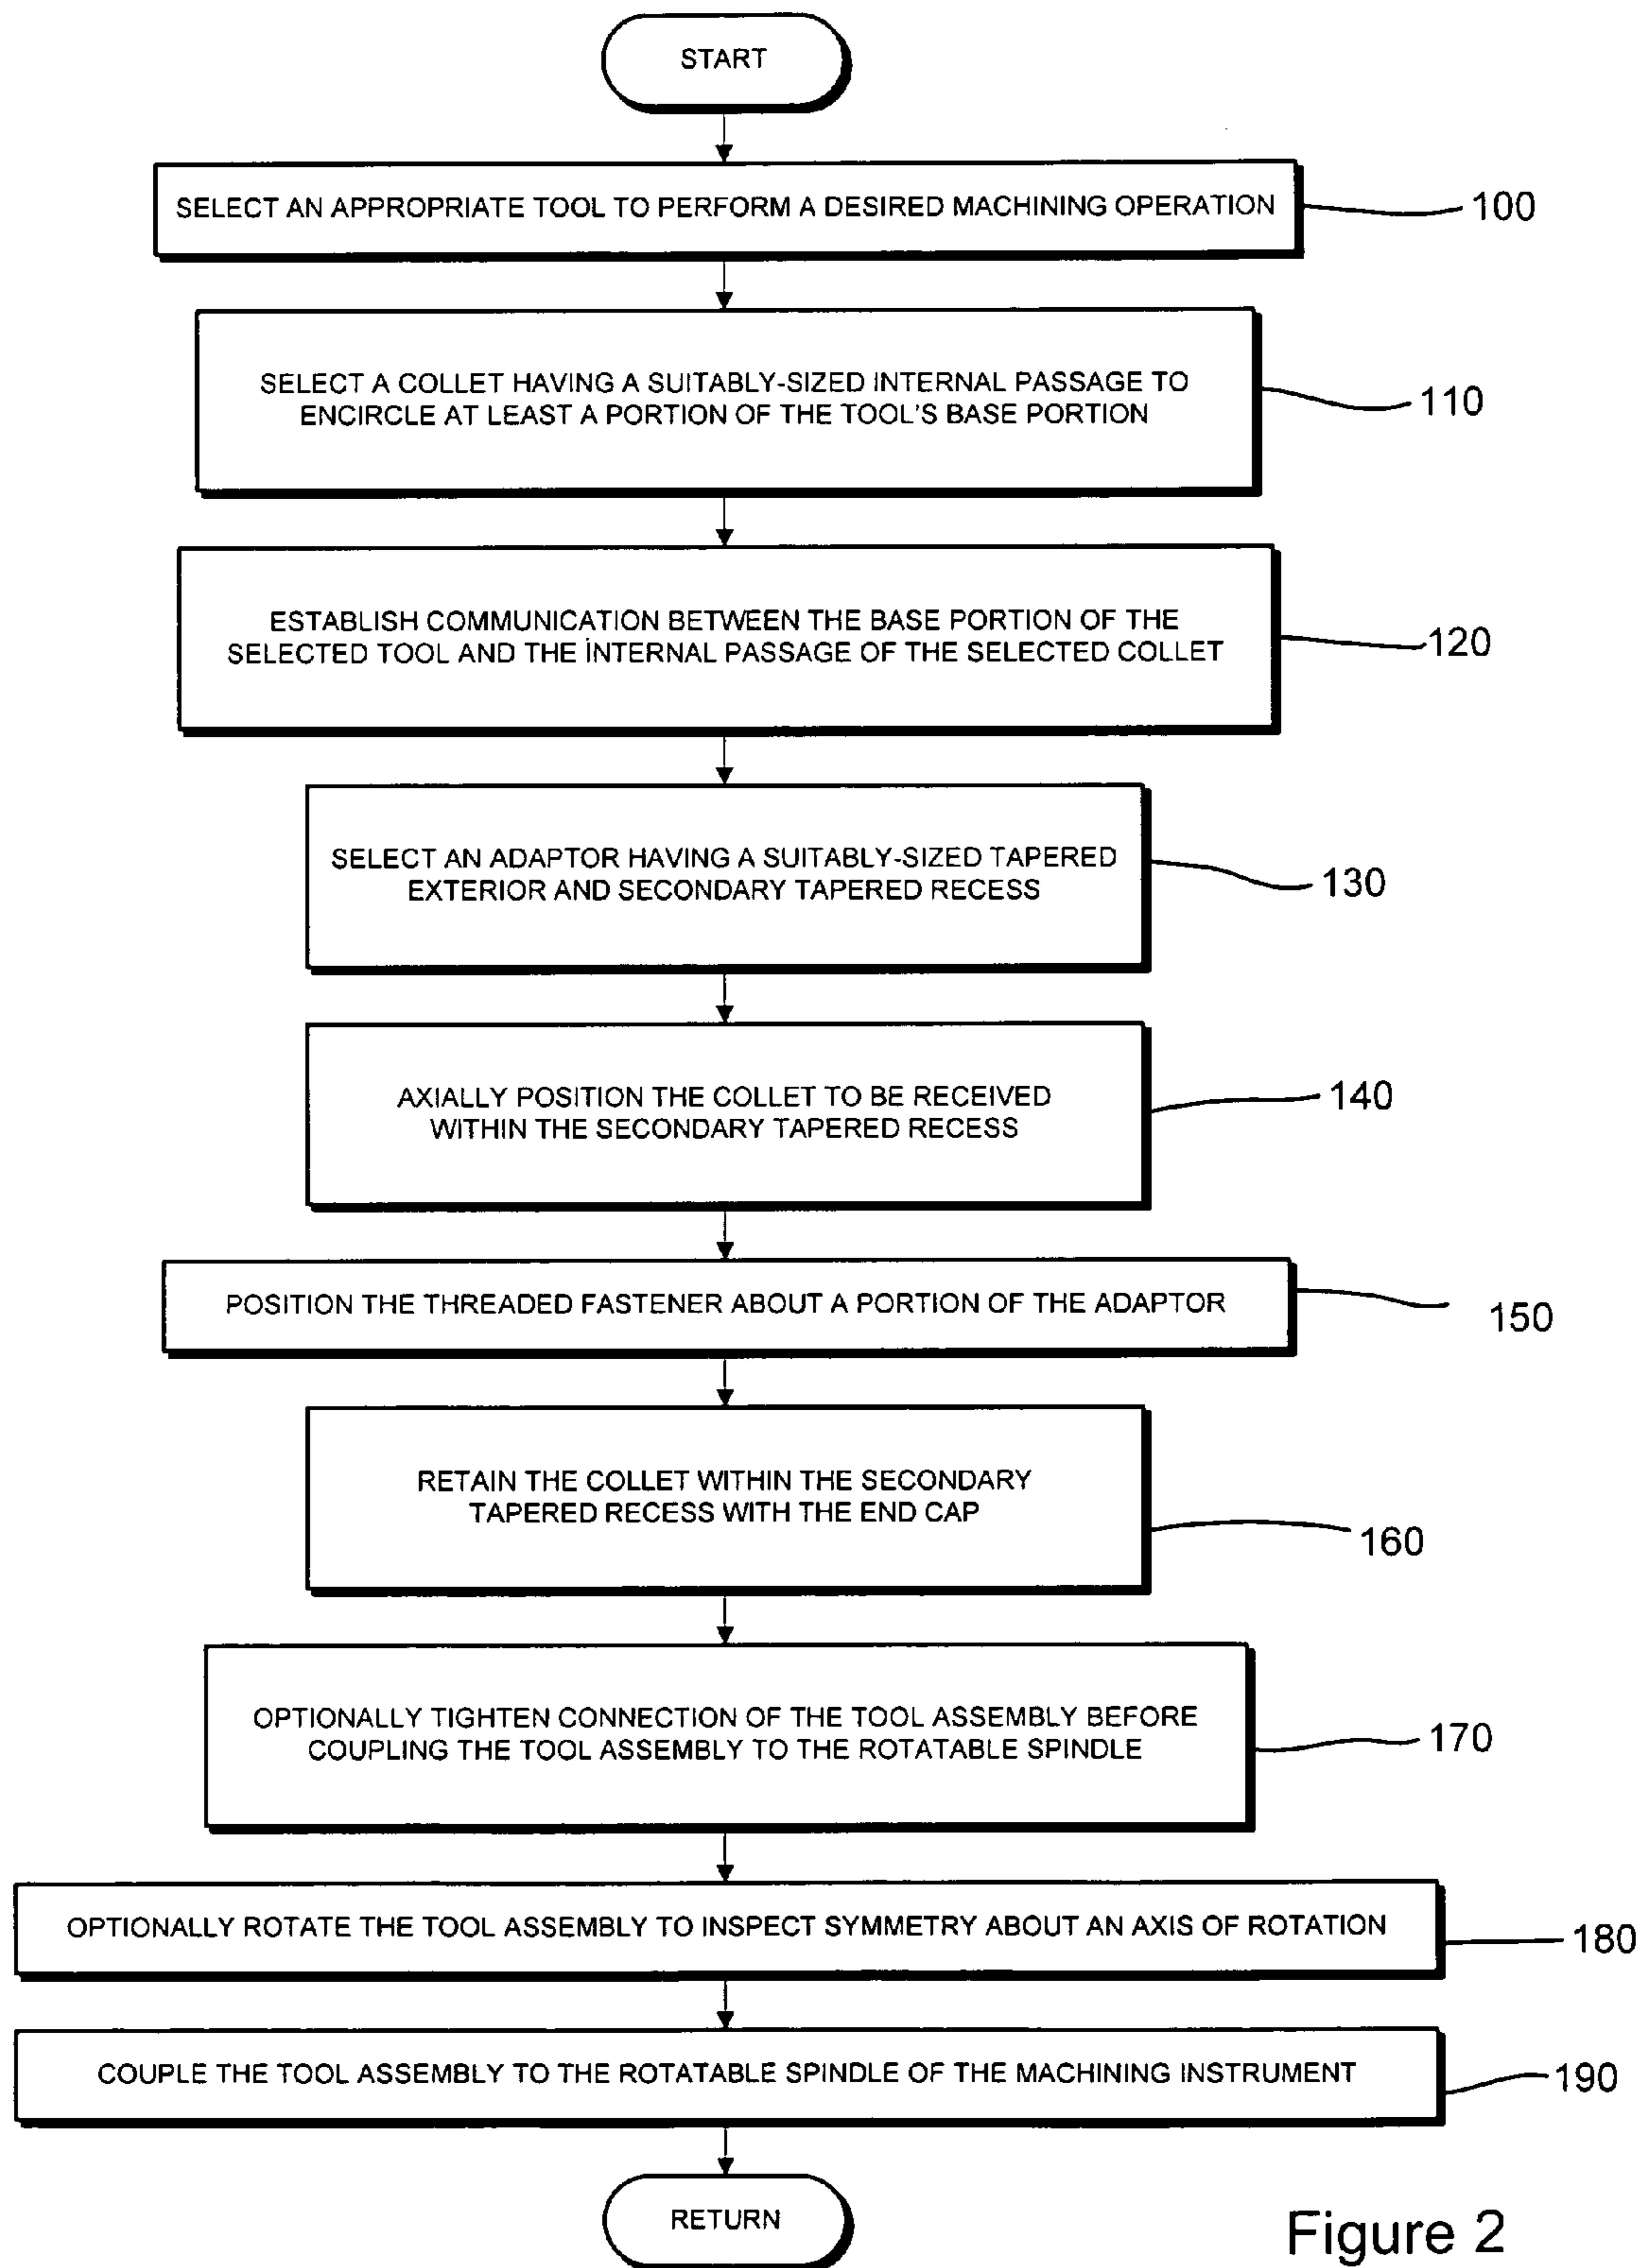 START
SELECT AN APPROPRIATE TOOL TO PERFORM A DESIRED MACHINING OPERATION
100
SELECT A COLLET HAVING A SUITABLY-SIZED INTERNAL PASSAGE TO
ENCIRCLE AT LEAST A PORTION OF THE TOOL'S BASE PORTION
110
ESTABLISH COMMUNICATION BETWEEN THE BASE PORTION OF THE
SELECTED TOOL AND THE INTERNAL PASSAGE OF THE SELECTED COLLET
120
SELECT AN ADAPTOR HAVING A SUITABLY-SIZED TAPERED
EXTERIOR AND SECONDARY TAPERED RECESS
130
AXIALLY POSITION THE COLLET TO BE RECEIVED
WITHIN THE SECONDARY TAPERED RECESS
140
POSITION THE THREADED FASTENER ABOUT A PORTION OF THE ADAPTOR
150
RETAIN THE COLLET WITHIN THE SECONDARY
TAPERED RECESS WITH THE END CAP
160
OPTIONALLY TIGHTEN CONNECTION OF THE TOOL ASSEMBLY BEFORE
COUPLING THE TOOL ASSEMBLY TO THE ROTATABLE SPINDLE
170
OPTIONALLY ROTATE THE TOOL ASSEMBLY TO INSPECT SYMMETRY ABOUT AN AXIS OF ROTATION
180
COUPLE THE TOOL ASSEMBLY TO THE ROTATABLE SPINDLE OF THE MACHINING INSTRUMENT
190
RETURN
Figure 2